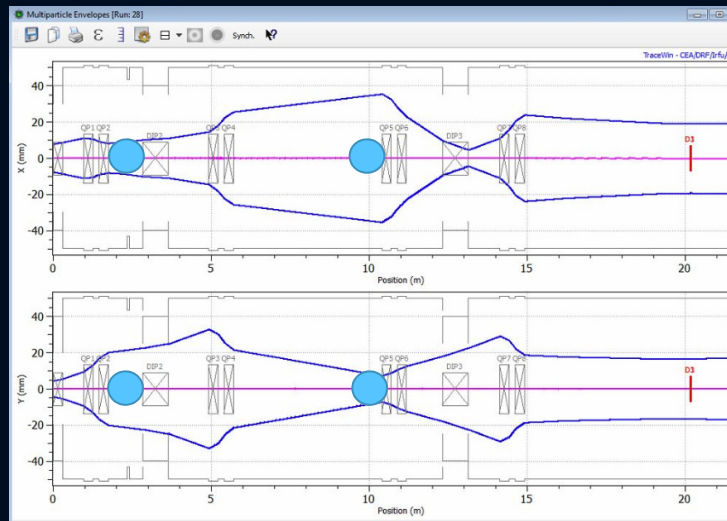 Multiparticle Envelopes [Run: 28]
ε Synch.
TraceWin - CEA/DRF/Irfu/
40
20
0
-20
-40
X (mm)
QP1 QP2 DIP2 QP3 QP4 QP5 QP6 DIP3 QP7 QP8 D3
0 5 10 15 20
Position (m)
40
20
0
-20
-40
Y (mm)
QP1 QP2 DIP2 QP3 QP4 QP5 QP6 DIP3 QP7 QP8 D3
0 5 10 15 20
Position (m)